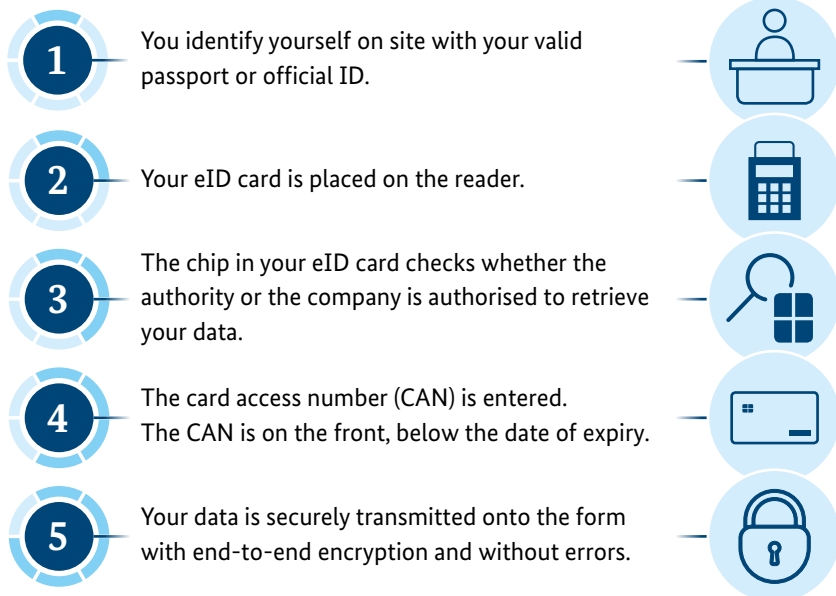 1
You identify yourself on site with your valid
passport or official ID.
2
Your eID card is placed on the reader.
3
The chip in your eID card checks whether the
authority or the company is authorised to retrieve
your data.
4
The card access number (CAN) is entered.
The CAN is on the front, below the date of expiry.
5
Your data is securely transmitted onto the form
with end-to-end encryption and without errors.